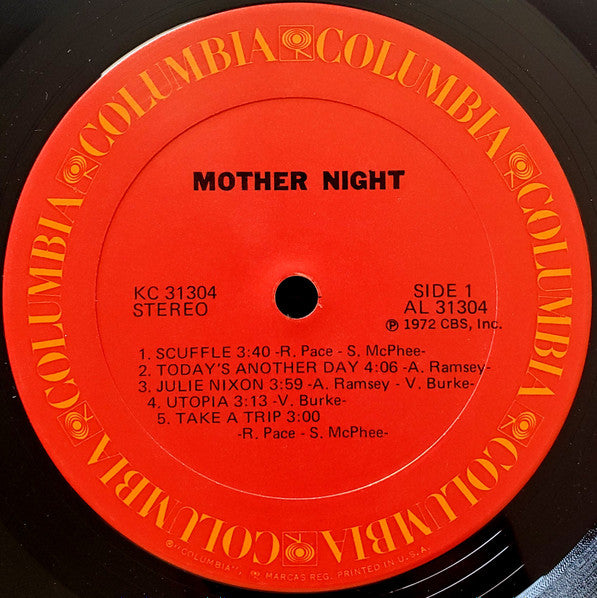 COLUMBIA COLUMBIA COLUMBIA COLUMBIA COLUMBIA COLUMBIA
MOTHER NIGHT
KC 31304
STEREO
SIDE 1
AL 31304
℗ 1972 CBS, Inc.
1. SCUFFLE 3:40 -R. Pace - S. McPhee-
2. TODAY'S ANOTHER DAY 4:06 -A. Ramsey-
3. JULIE NIXON 3:59 -A. Ramsey - V. Burke-
4. UTOPIA 3:13 -V. Burke-
5. TAKE A TRIP 3:00
-R. Pace - S. McPhee-
®"COLUMBIA", MARCAS REG. PRINTED IN U.S.A.